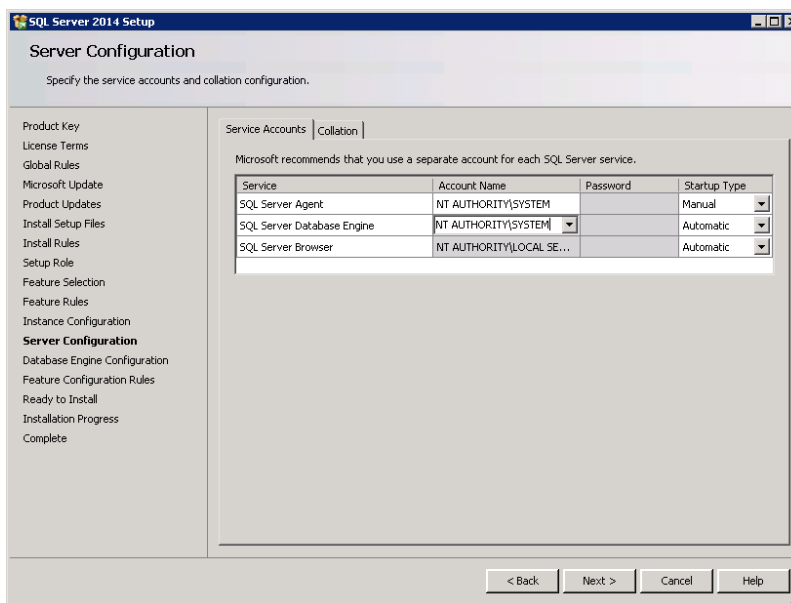 SQL Server 2014 Setup
Server Configuration
Specify the service accounts and collation configuration.
Product Key
License Terms
Global Rules
Microsoft Update
Product Updates
Install Setup Files
Install Rules
Setup Role
Feature Selection
Feature Rules
Instance Configuration
Server Configuration
Database Engine Configuration
Feature Configuration Rules
Ready to Install
Installation Progress
Complete
Service Accounts Collation
Microsoft recommends that you use a separate account for each SQL Server service.
Service Account Name Password Startup Type
SQL Server Agent NT AUTHORITY\SYSTEM Manual
SQL Server Database Engine NT AUTHORITY\SYSTEM Automatic
SQL Server Browser NT AUTHORITY\LOCAL SE... Automatic
< Back Next > Cancel Help